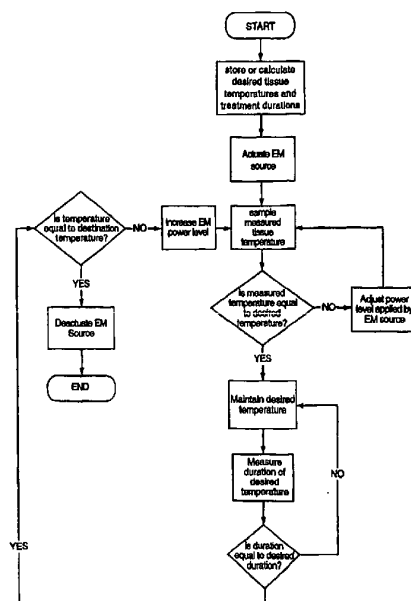 START
store or calculate
desired tissue
temperatures and
treatment durations
Actuate EM
source
Is temperature
equal to destination
temperature?
NO
Increase EM
power level
sample
measured
tissue
temperature
YES
Is measured
temperature equal
to desired
temperature?
NO
Adjust power
level applied by
EM source
Deactuate EM
Source
YES
END
Maintain desired
temperature
Measure
duration of
desired
temperature
NO
YES
Is duration
equal to desired
duration?